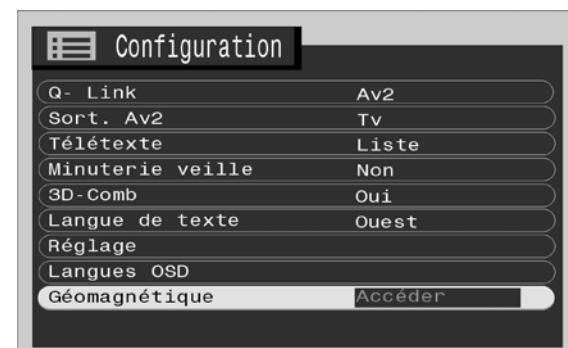 Configuration
Q- Link Av2
Sort. Av2 Tv
Télétexte Liste
Minuterie veille Non
3D-Comb Oui
Langue de texte Ouest
Réglage
Langues OSD
Géomagnétique Accéder